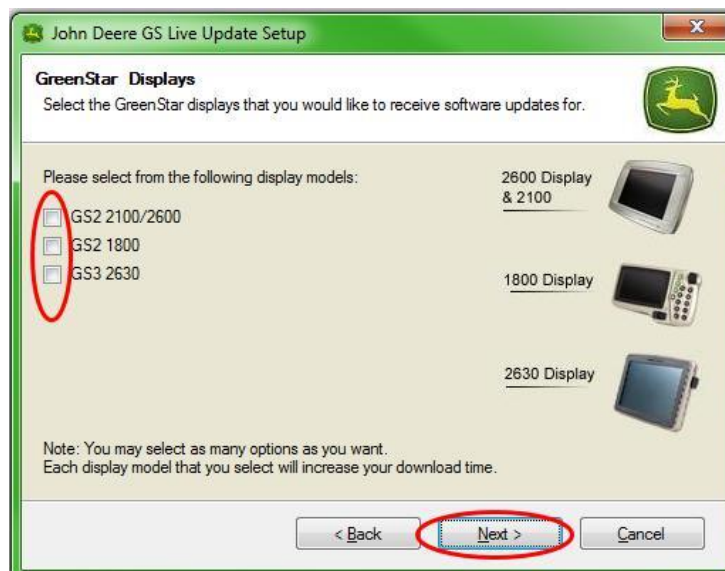 John Deere GS Live Update Setup
GreenStar Displays
Select the GreenStar displays that you would like to receive software updates for.
Please select from the following display models:
GS2 2100/2600
GS2 1800
GS3 2630
2600 Display
& 2100
1800 Display
2630 Display
Note: You may select as many options as you want.
Each display model that you select will increase your download time.
< Back
Next >
Cancel